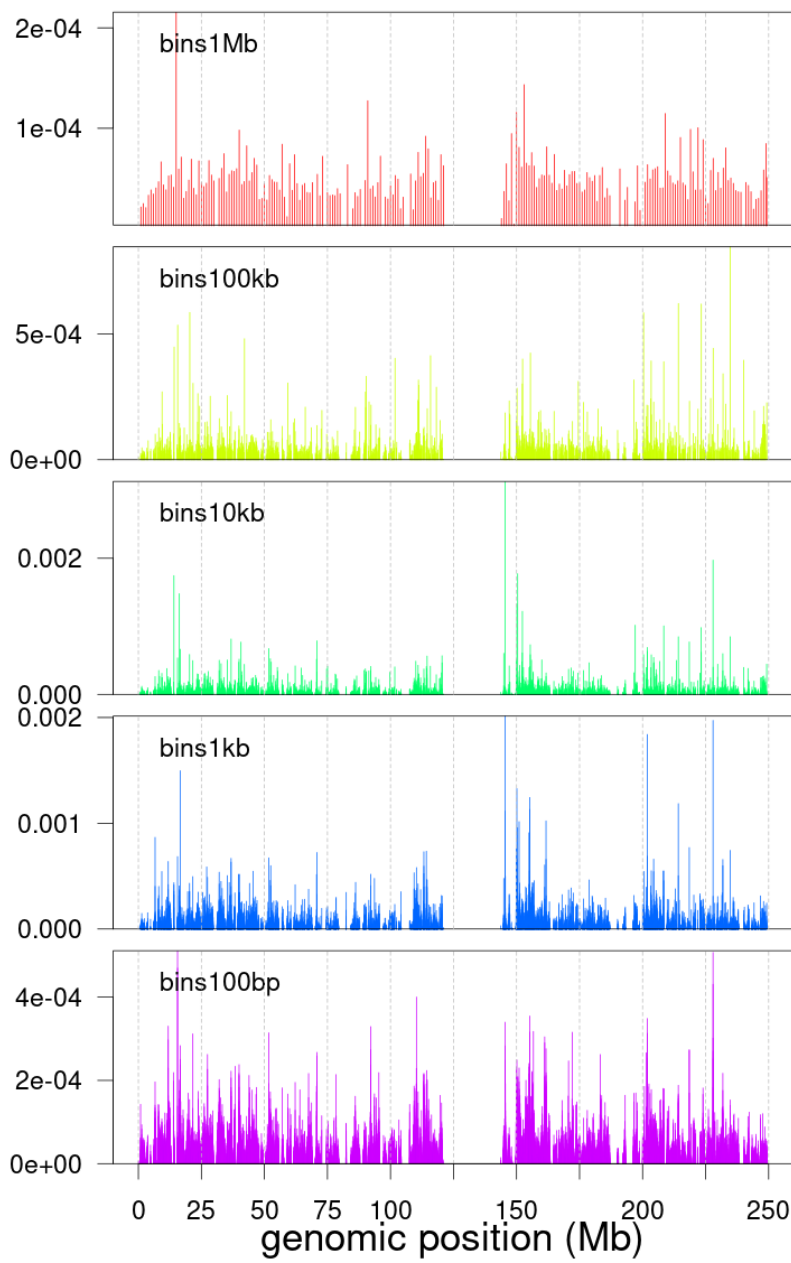 2e-04
bins1Mb
1e-04
bins100kb
5e-04
0e+00
bins10kb
0.002
0.000
0.002
bins1kb
0.001
0.000
bins100bp
4e-04
2e-04
0e+00
0 25 50 75 100 150 200 250
genomic position (Mb)